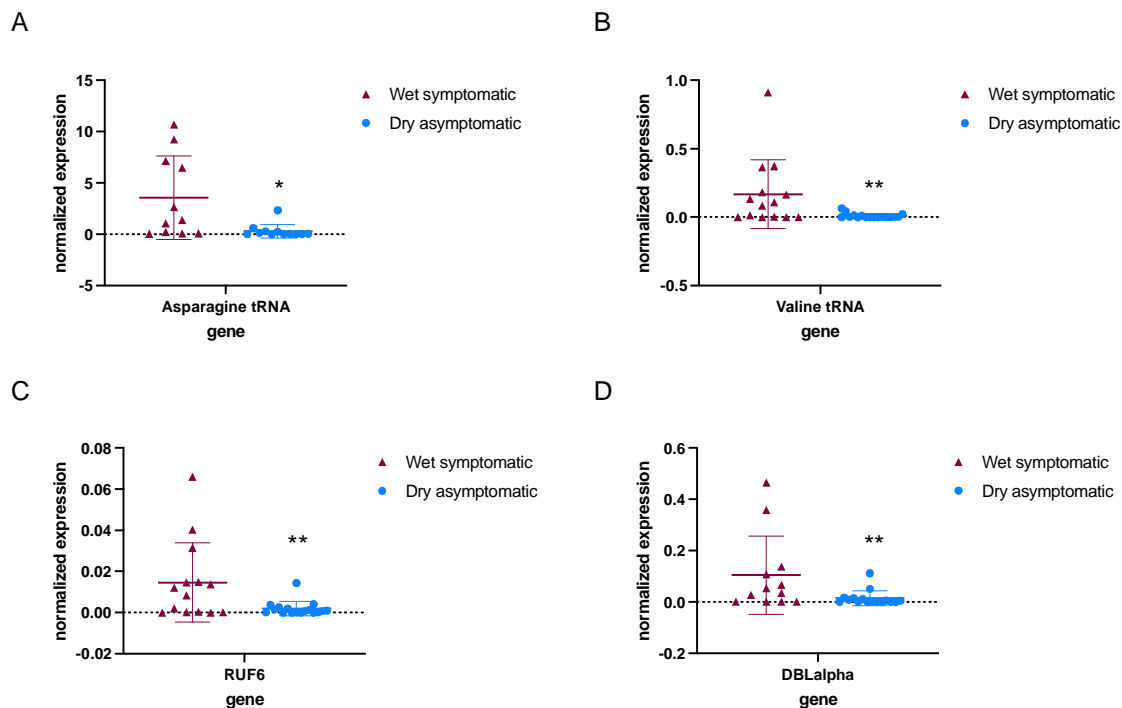 A
15
10
5
0
-5
normalized expression
Wet symptomatic
Dry asymptomatic
*
Asparagine tRNA
gene
B
1.0
0.5
0.0
-0.5
normalized expression
Wet symptomatic
Dry asymptomatic
**
Valine tRNA
gene
C
0.08
0.06
0.04
0.02
0.00
-0.02
normalized expression
Wet symptomatic
Dry asymptomatic
**
RUF6
gene
D
0.6
0.4
0.2
0.0
-0.2
normalized expression
Wet symptomatic
Dry asymptomatic
**
DBLalpha
gene